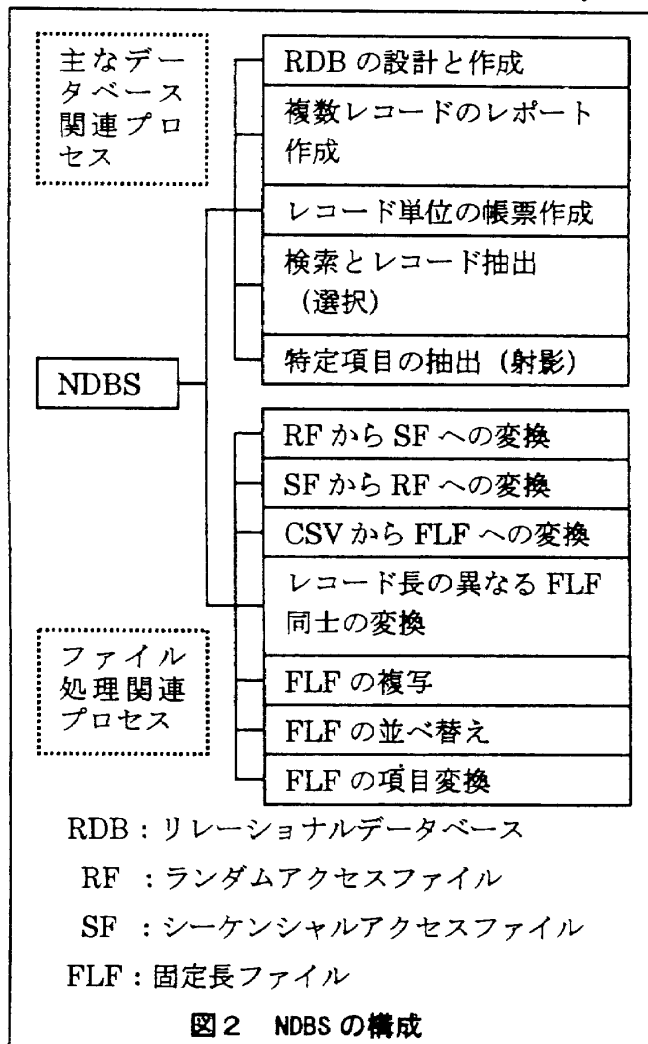 主なデー
タベース
関連プロ
セス
RDB の設計と作成
複数レコードのレポート
作成
レコード単位の帳票作成
検索とレコード抽出
(選択)
特定項目の抽出(射影)
NDBS
RF から SF への変換
SF から RF への変換
CSV から FLF への変換
レコード長の異なる FLF
同士の変換
FLF の複写
FLF の並べ替え
FLF の項目変換
ファイル
処理関連
プロセス
RDB:リレーショナルデータベース
RF :ランダムアクセスファイル
SF :シーケンシャルアクセスファイル
FLF:固定長ファイル
図2 NDBS の構成